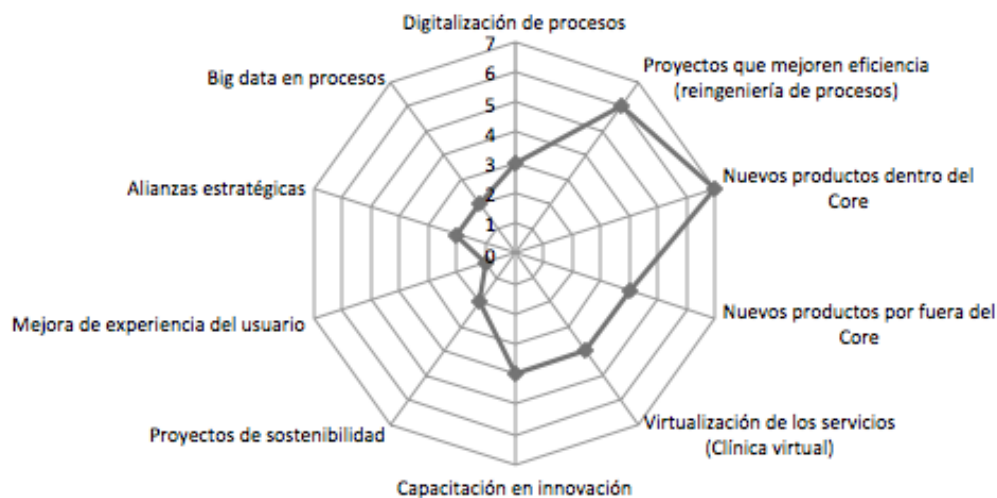 Digitalización de procesos
7
6
5
4
3
2
1
0
Proyectos que mejoren eficiencia
(reingeniería de procesos)
Nuevos productos dentro del
Core
Nuevos productos por fuera del
Core
Virtualización de los servicios
(Clínica virtual)
Capacitación en innovación
Proyectos de sostenibilidad
Mejora de experiencia del usuario
Alianzas estratégicas
Big data en procesos